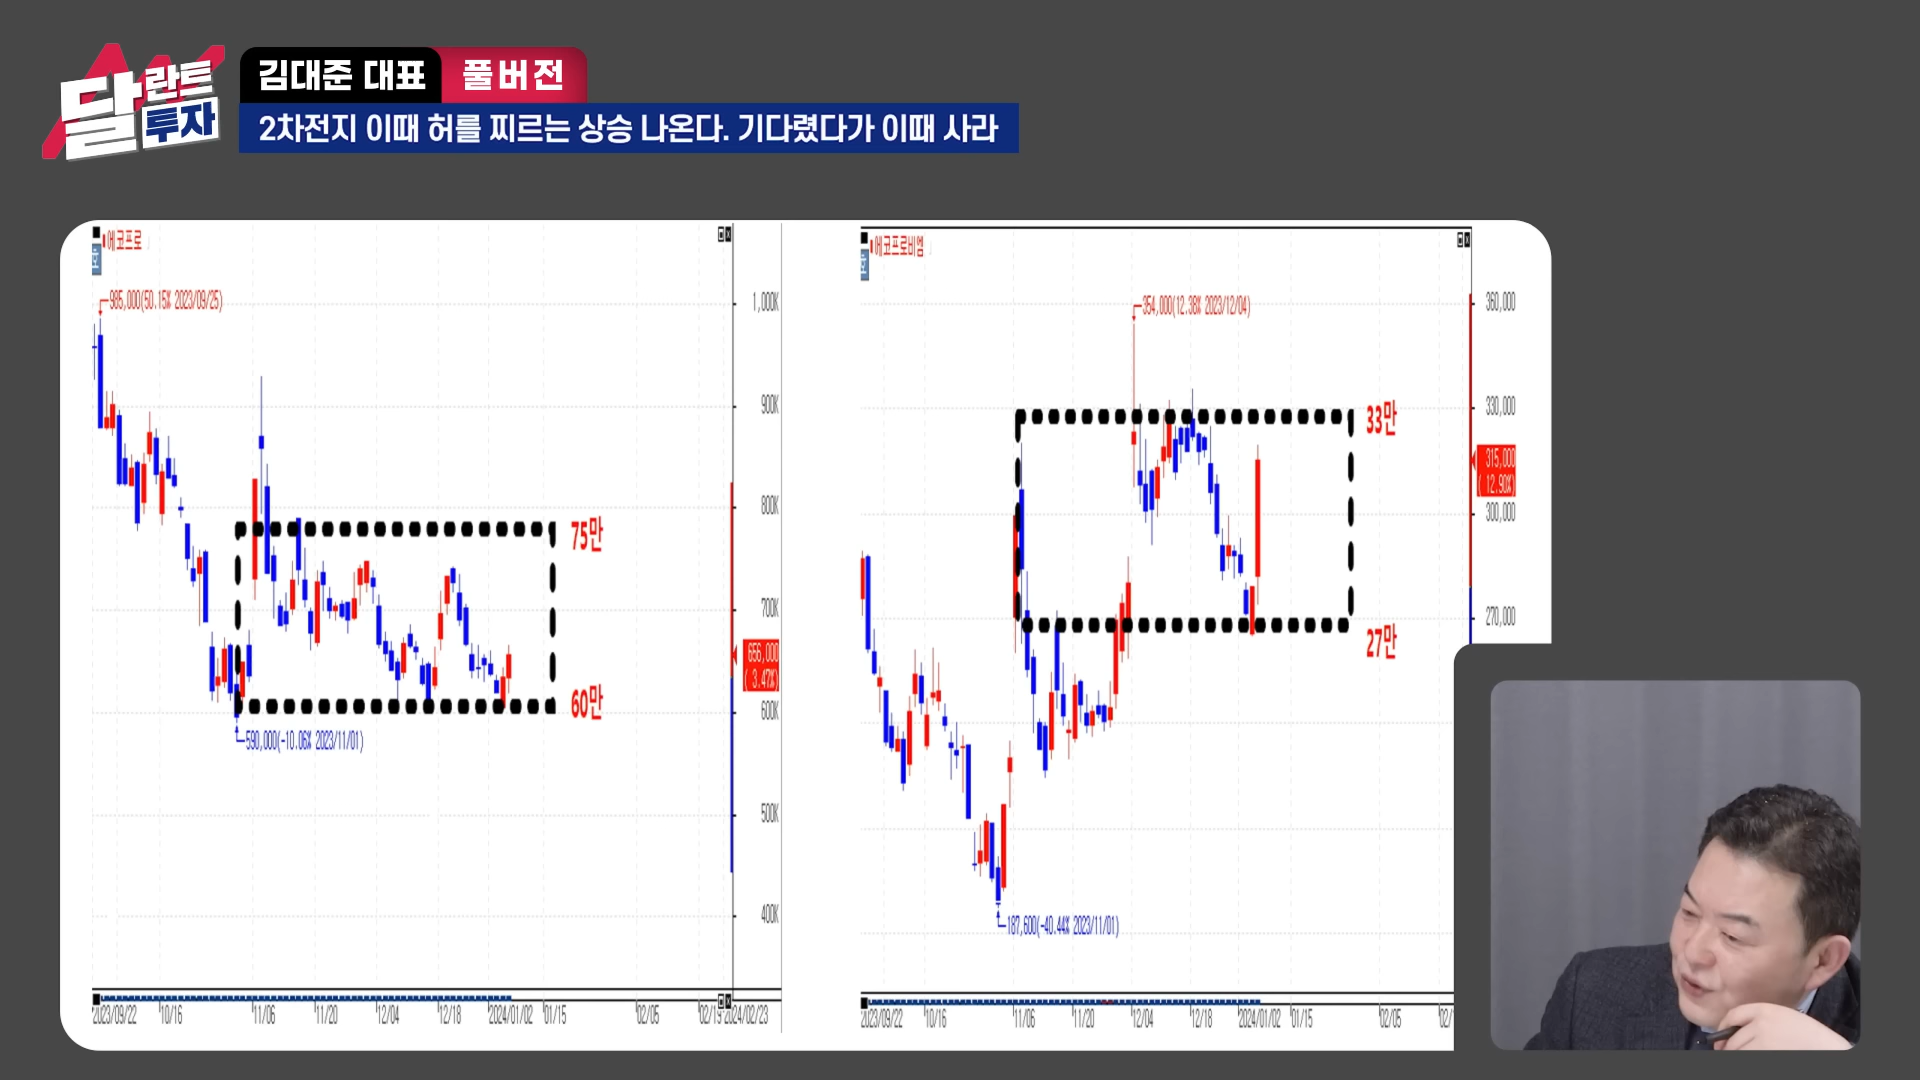 달란트
투자
김대준 대표 풀버전
2차전지 이때 허를 찌르는 상승 나온다. 기다렸다가 이때 사라
에코프로
985,000(50.15% 2023/09/25)
1,000K
900K
800K
75만
700K
656,000
( 3.47%)
60만
600K
590,000(-10.06% 2023/11/01)
500K
400K
2023/09/22 10/16 11/06 11/20 12/04 12/18 2024/01/02 01/15 02/05 02/19 2024/02/23
에코프로비엠
354,000(12.38% 2023/12/04)
360,000
33만
330,000
315,000
( 12.90%)
300,000
270,000
27만
187,600(-40.44% 2023/11/01)
2023/09/22 10/16 11/06 11/20 12/04 12/18 2024/01/02 01/15 02/05 02/